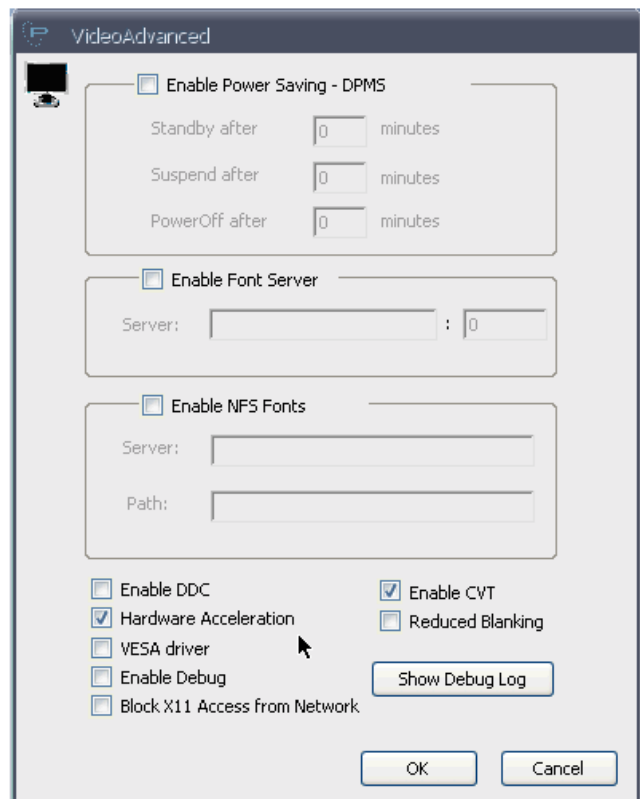 VideoAdvanced
Enable Power Saving - DPMS
Standby after 0 minutes
Suspend after 0 minutes
PowerOff after 0 minutes
Enable Font Server
Server: : 0
Enable NFS Fonts
Server:
Path:
Enable DDC
Enable CVT
Hardware Acceleration
Reduced Blanking
VESA driver
Enable Debug
Show Debug Log
Block X11 Access from Network
OK
Cancel